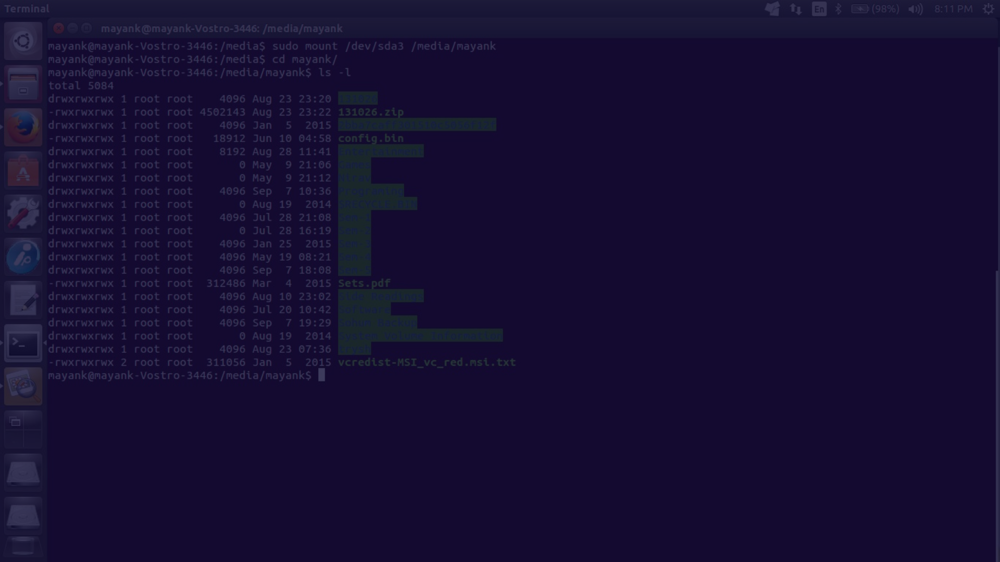 Terminal
En
(98%)
8:11 PM
mayank@mayank-Vostro-3446: /media/mayank
mayank@mayank-Vostro-3446:/media$ sudo mount /dev/sda3 /media/mayank
mayank@mayank-Vostro-3446:/media$ cd mayank/
mayank@mayank-Vostro-3446:/media/mayank$ ls -l
total 5084
drwxrwxrwx 1 root root    4096 Aug 23 23:20 131026
-rwxrwxrwx 1 root root 4502143 Aug 23 23:22 131026.zip
drwxrwxrwx 1 root root    4096 Jan  5  2015
-rwxrwxrwx 1 root root   18912 Jun 10 04:58 config.bin
drwxrwxrwx 1 root root    8192 Aug 28 11:41 Entertainment
drwxrwxrwx 1 root root       0 May  9 21:06 Games
drwxrwxrwx 1 root root       0 May  9 21:12 Nirav
drwxrwxrwx 1 root root    4096 Sep  7 10:36 Programing
drwxrwxrwx 1 root root       0 Aug 19  2014 $RECYCLE.BIN
drwxrwxrwx 1 root root    4096 Jul 28 21:08 Sem-1
drwxrwxrwx 1 root root       0 Jul 28 16:19 Sem-2
drwxrwxrwx 1 root root    4096 Jan 25  2015 Sem-3
drwxrwxrwx 1 root root    4096 May 19 08:21 Sem-4
drwxrwxrwx 1 root root    4096 Sep  7 18:08 Sem-5
-rwxrwxrwx 1 root root  312486 Mar  4  2015 Sets.pdf
drwxrwxrwx 1 root root    4096 Aug 10 23:02 Side Readings
drwxrwxrwx 1 root root    4096 Jul 20 10:42 Software
drwxrwxrwx 1 root root    4096 Sep  7 19:29 Sohum Backup
drwxrwxrwx 1 root root       0 Aug 19  2014 System Volume Information
drwxrwxrwx 1 root root    4096 Aug 23 07:36
-rwxrwxrwx 2 root root  311056 Jan  5  2015 vcredist-MSI_vc_red.msi.txt
mayank@mayank-Vostro-3446:/media/mayank$